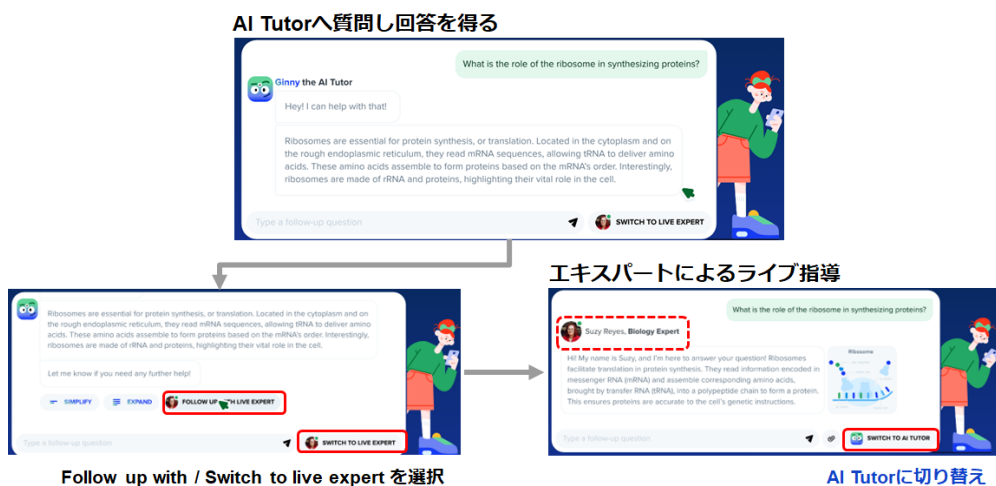 AI Tutorへ質問し回答を得る
What is the role of the ribosome in synthesizing proteins?
Ginny the AI Tutor
Hey! I can help with that!
Ribosomes are essential for protein synthesis, or translation. Located in the cytoplasm and on
the rough endoplasmic reticulum, they read mRNA sequences, allowing tRNA to deliver amino
acids. These amino acids assemble to form proteins based on the mRNA's order. Interestingly,
ribosomes are made of rRNA and proteins, highlighting their vital role in the cell.
Type a follow-up question
SWITCH TO LIVE EXPERT
Ribosomes are essential for protein synthesis, or translation. Located in the cytoplasm and on
the rough endoplasmic reticulum, they read mRNA sequences, allowing tRNA to deliver amino
acids. These amino acids assemble to form proteins based on the mRNA's order. Interestingly,
ribosomes are made of rRNA and proteins, highlighting their vital role in the cell.
Let me know if you need any further help!
SIMPLIFY
EXPAND
FOLLOW UP LIVE EXPERT
Type a follow-up question
SWITCH TO LIVE EXPERT
Follow up with / Switch to live expert を選択
エキスパートによるライブ指導
What is the role of the ribosome in synthesizing proteins?
Suzy Reyes, Biology Expert
Hi! My name is Suzy, and I'm here to answer your question! Ribosomes
facilitate translation in protein synthesis. They read information encoded in
messenger RNA (mRNA) and assemble corresponding amino acids,
brought by transfer RNA (tRNA), into a polypeptide chain to form a protein.
This ensures proteins are accurate to the cell's genetic instructions.
Ribosome
Type a follow-up question
SWITCH TO AI TUTOR
AI Tutorに切り替え